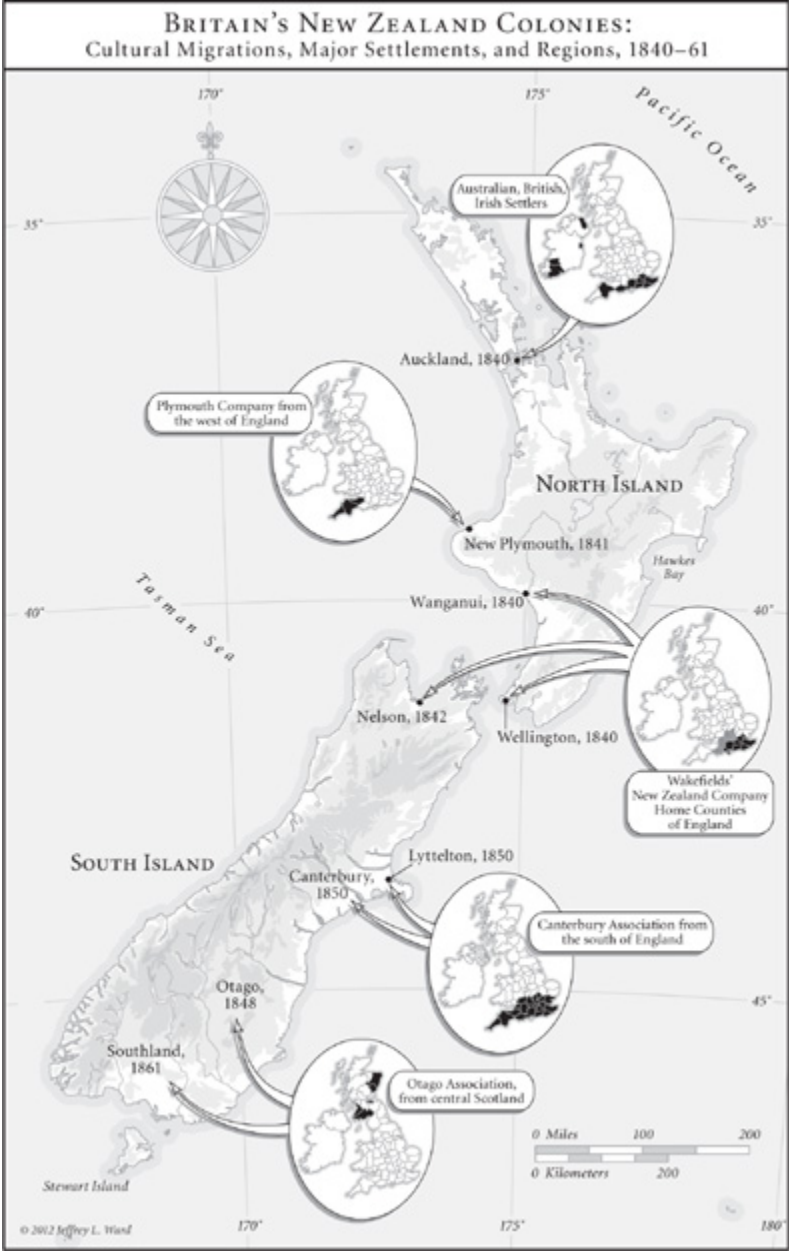 BRITAIN'S NEW ZEALAND COLONIES:
Cultural Migrations, Major Settlements, and Regions, 1840–61
170°
175°
Pacific Ocean
Australian, British,
Irish Settlers
35°
35°
Auckland, 1840
Plymouth Company from
the west of England
NORTH ISLAND
New Plymouth, 1841
Hawkes
Bay
Tasman Sea
Wanganui, 1840
40°
40°
Nelson, 1842
Wellington, 1840
Wakefields'
New Zealand Company
Home Counties
of England
SOUTH ISLAND
Lyttelton, 1850
Canterbury,
1850
Canterbury Association from
the south of England
Otago,
1848
45°
Southland,
1861
Otago Association,
from central Scotland
0 Miles 100 200
0 Kilometers 200
Stewart Island
© 2012 Jeffrey L. Ward
170°
175°
180°